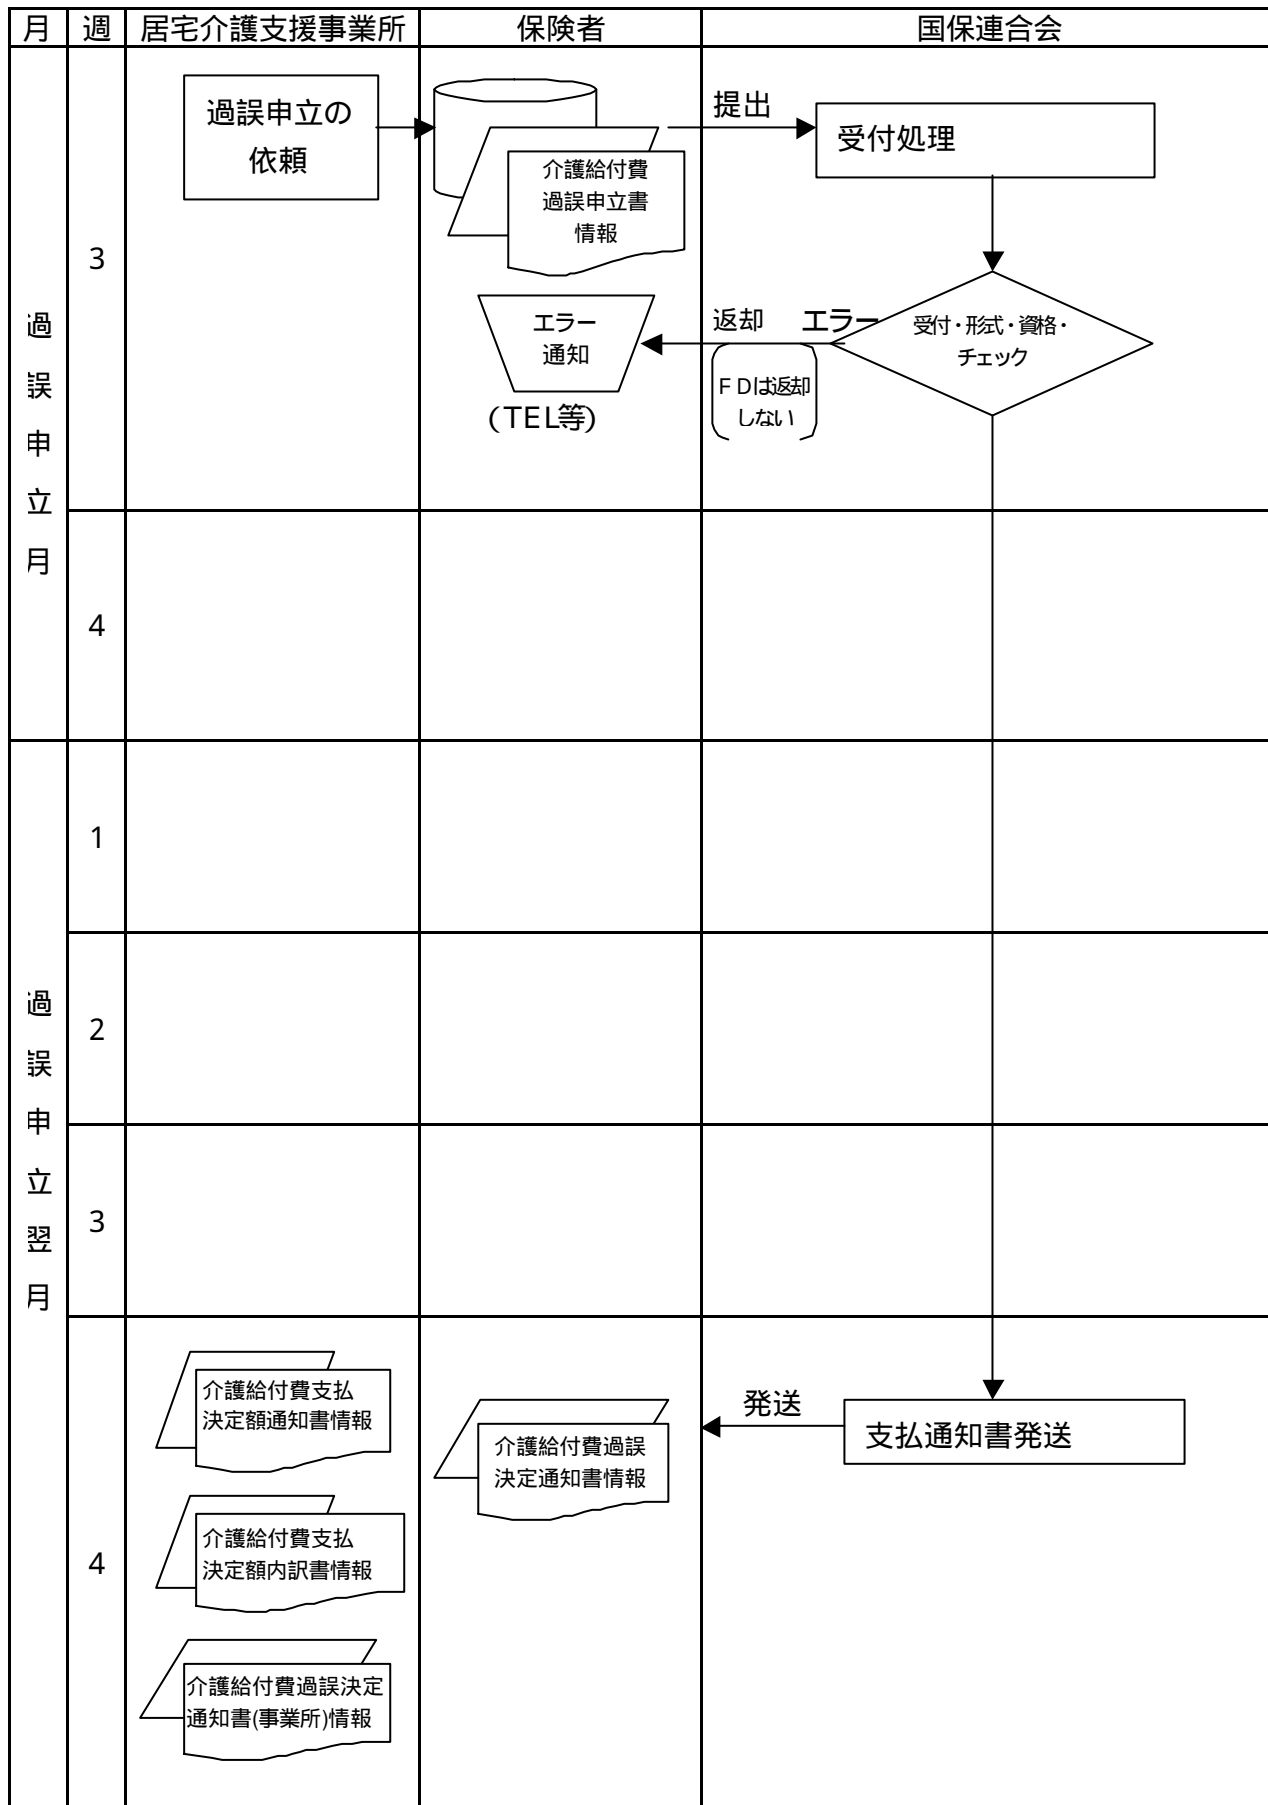 月 週 居宅介護支援事業所 保険者 国保連合会
過誤申立月
3
過誤申立の
依頼
介護給付費
過誤申立書
情報
提出
受付処理
受付・形式・資格・
チェック
エラー
返却
FDは返却
しない
エラー
通知
(TEL等)
4
過誤申立翌月
1
2
3
4
介護給付費支払
決定額通知書情報
介護給付費支払
決定額内訳書情報
介護給付費過誤決定
通知書(事業所)情報
介護給付費過誤
決定通知書情報
発送
支払通知書発送